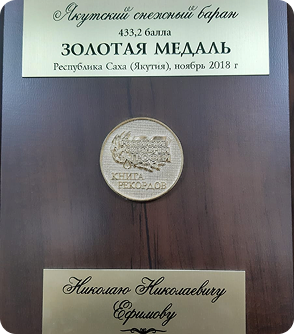 Якутский снежный баран
433,2 балла
ЗОЛОТАЯ МЕДАЛЬ
Республика Саха (Якутия), ноябрь 2018 г
КНИГА
РЕКОРДОВ
Николаю Николаевичу
Ефимову